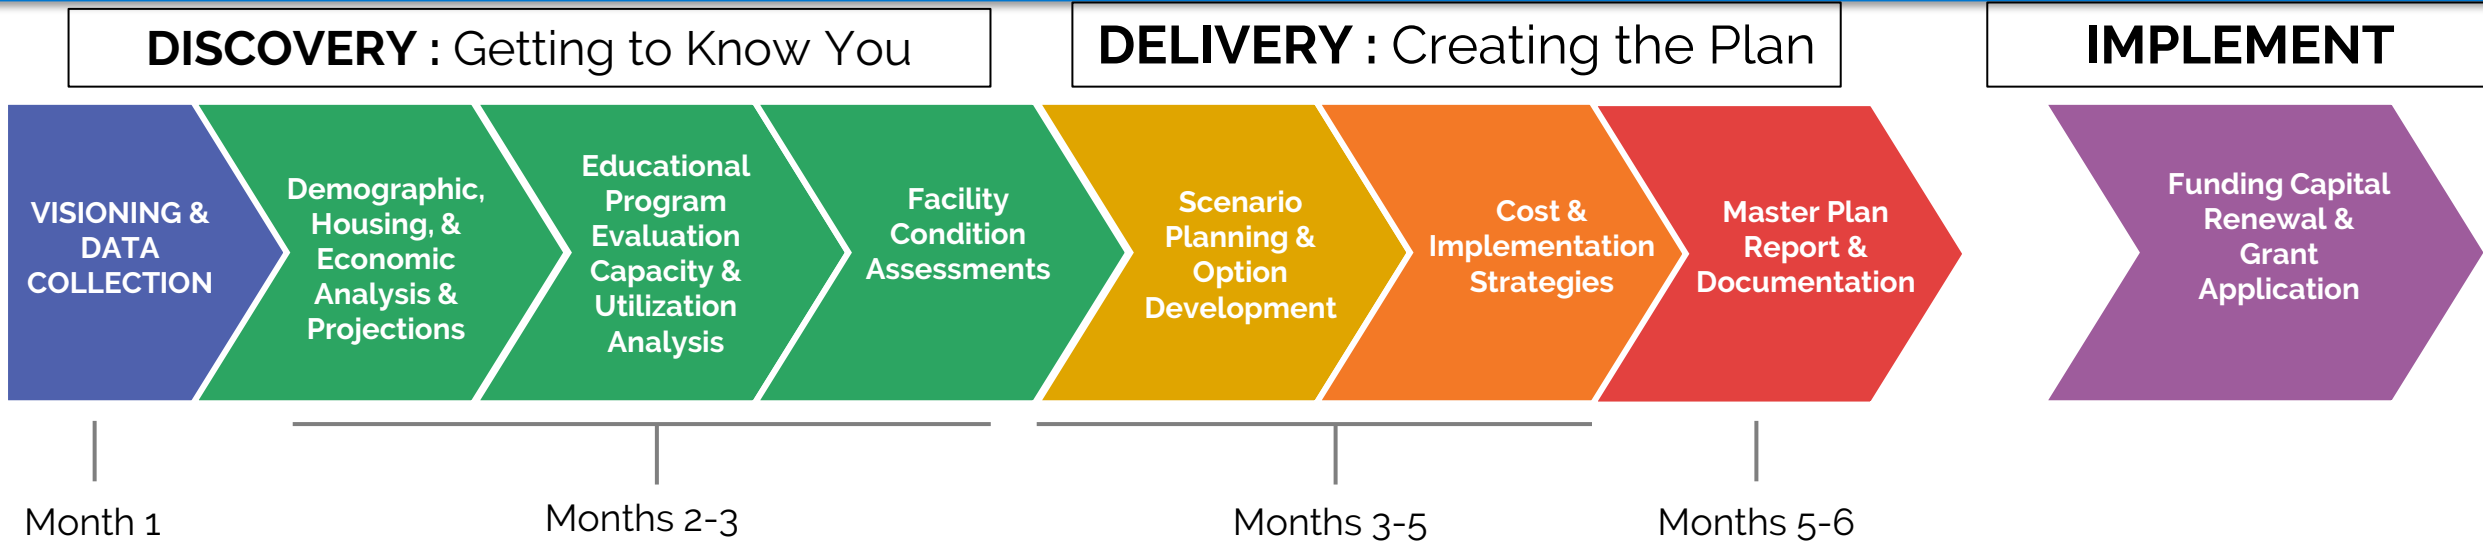 DISCOVERY : Getting to Know You
DELIVERY : Creating the Plan
IMPLEMENT
VISIONING &
DATA
COLLECTION
Demographic,
Housing, &
Economic
Analysis &
Projections
Educational
Program
Evaluation
Capacity &
Utilization
Analysis
Facility
Condition
Assessments
Scenario
Planning &
Option
Development
Cost &
Implementation
Strategies
Master Plan
Report &
Documentation
Funding Capital
Renewal &
Grant
Application
Month 1
Months 2-3
Months 3-5
Months 5-6